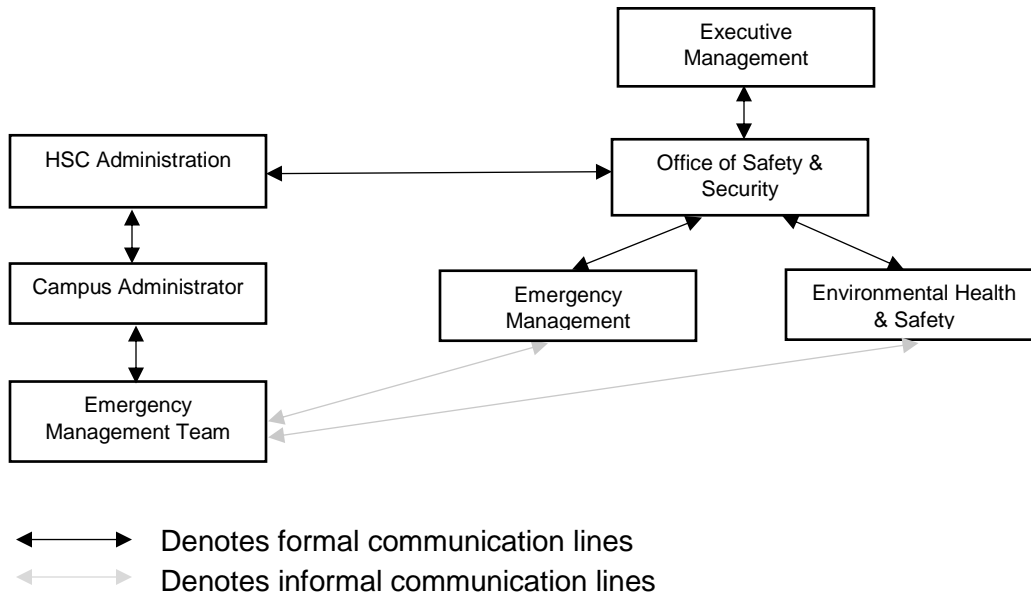 Executive
Management
HSC Administration
Office of Safety &
Security
Campus Administrator
Emergency
Management
Environmental Health
& Safety
Emergency
Management Team
Denotes formal communication lines
Denotes informal communication lines